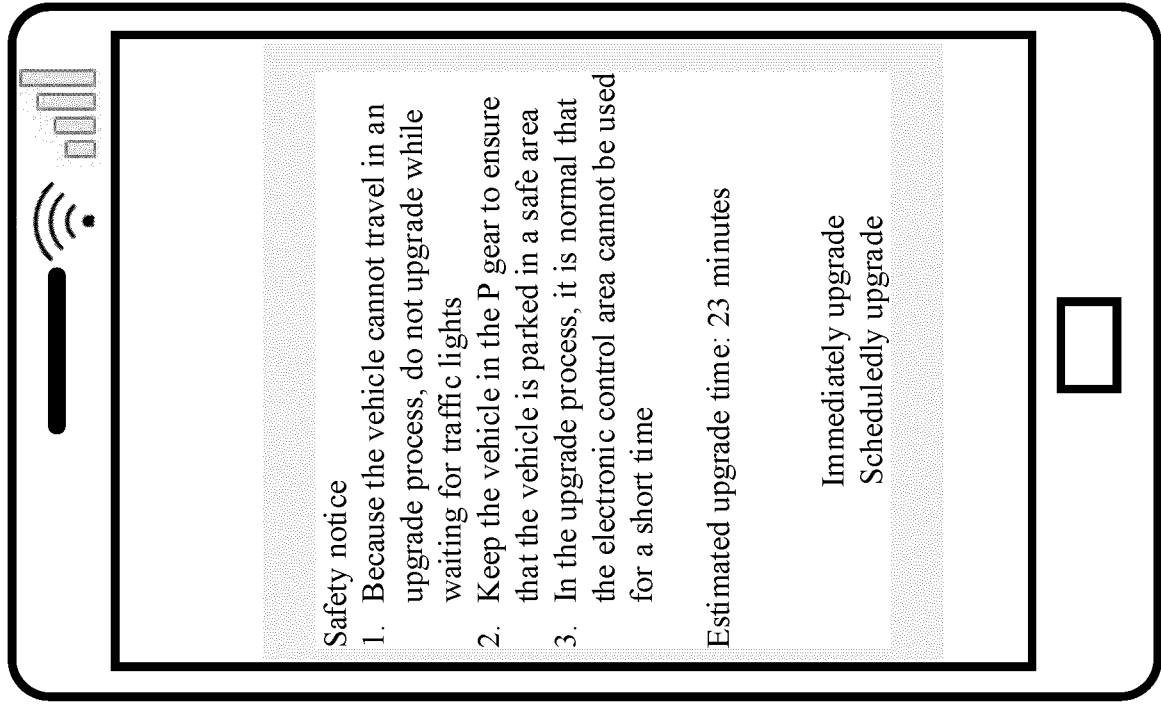 Safety notice
1. Because the vehicle cannot travel in an
upgrade process, do not upgrade while
waiting for traffic lights
2. Keep the vehicle in the P gear to ensure
that the vehicle is parked in a safe area
3. In the upgrade process, it is normal that
the electronic control area cannot be used
for a short time
Estimated upgrade time: 23 minutes
Immediately upgrade
Scheduledly upgrade